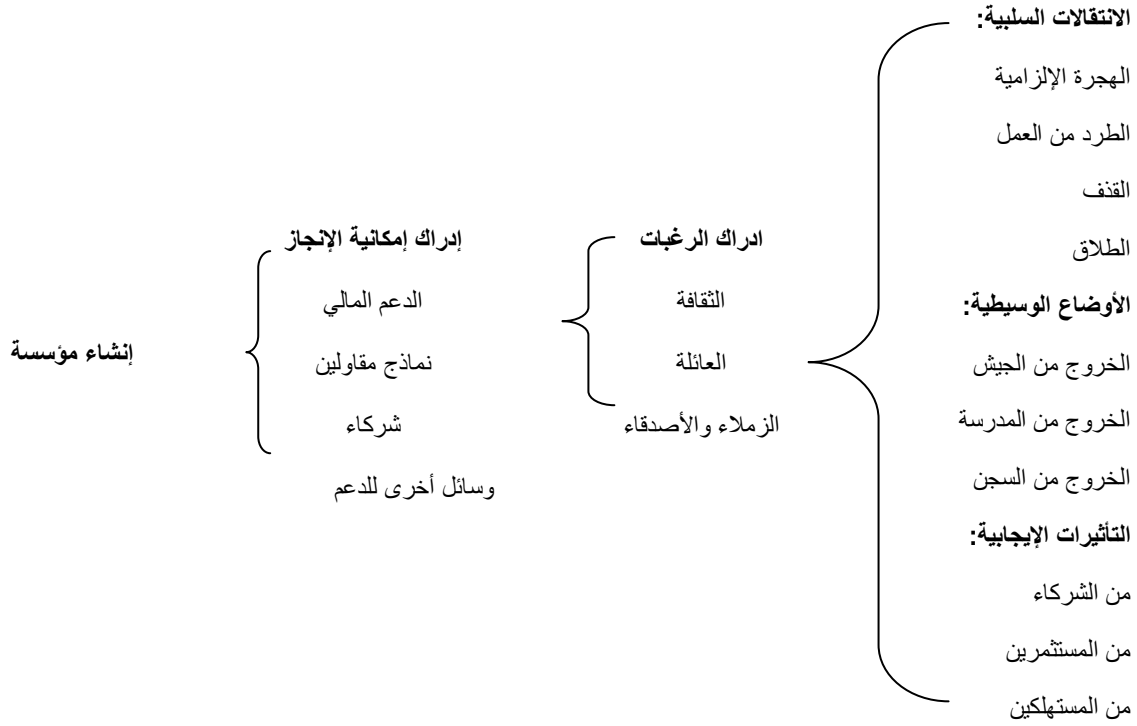 الانتقالات السلبية:
الهجرة الإلزامية
الطرد من العمل
القذف
الطلاق
الأوضاع الوسيطية:
الخروج من الجيش
الخروج من المدرسة
الخروج من السجن
التأثيرات الإيجابية:
من الشركاء
من المستثمرين
من المستهلكين
ادراك الرغبات
الثقافة
العائلة
الزملاء والأصدقاء
إدراك إمكانية الإنجاز
الدعم المالي
نماذج مقاولين
شركاء
وسائل أخرى للدعم
إنشاء مؤسسة